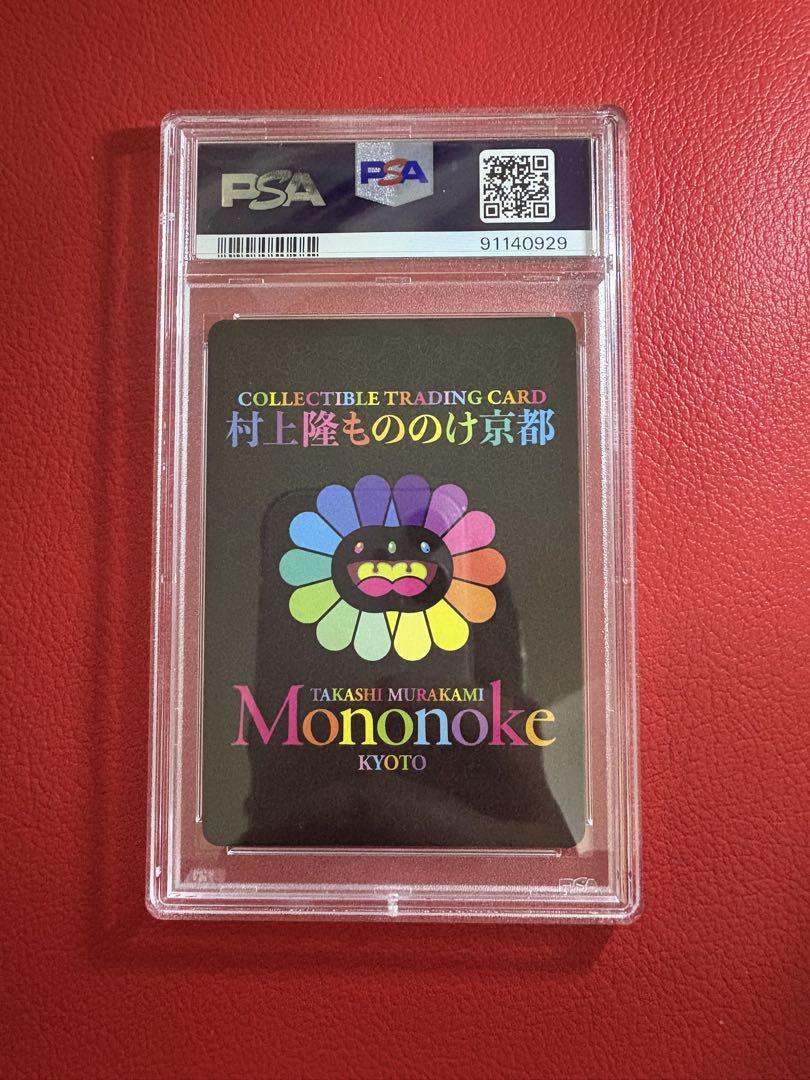 PSA
PSA
91140929
COLLECTIBLE TRADING CARD
村上隆もののけ京都
TAKASHI MURAKAMI
Mononoke
KYOTO
PSA